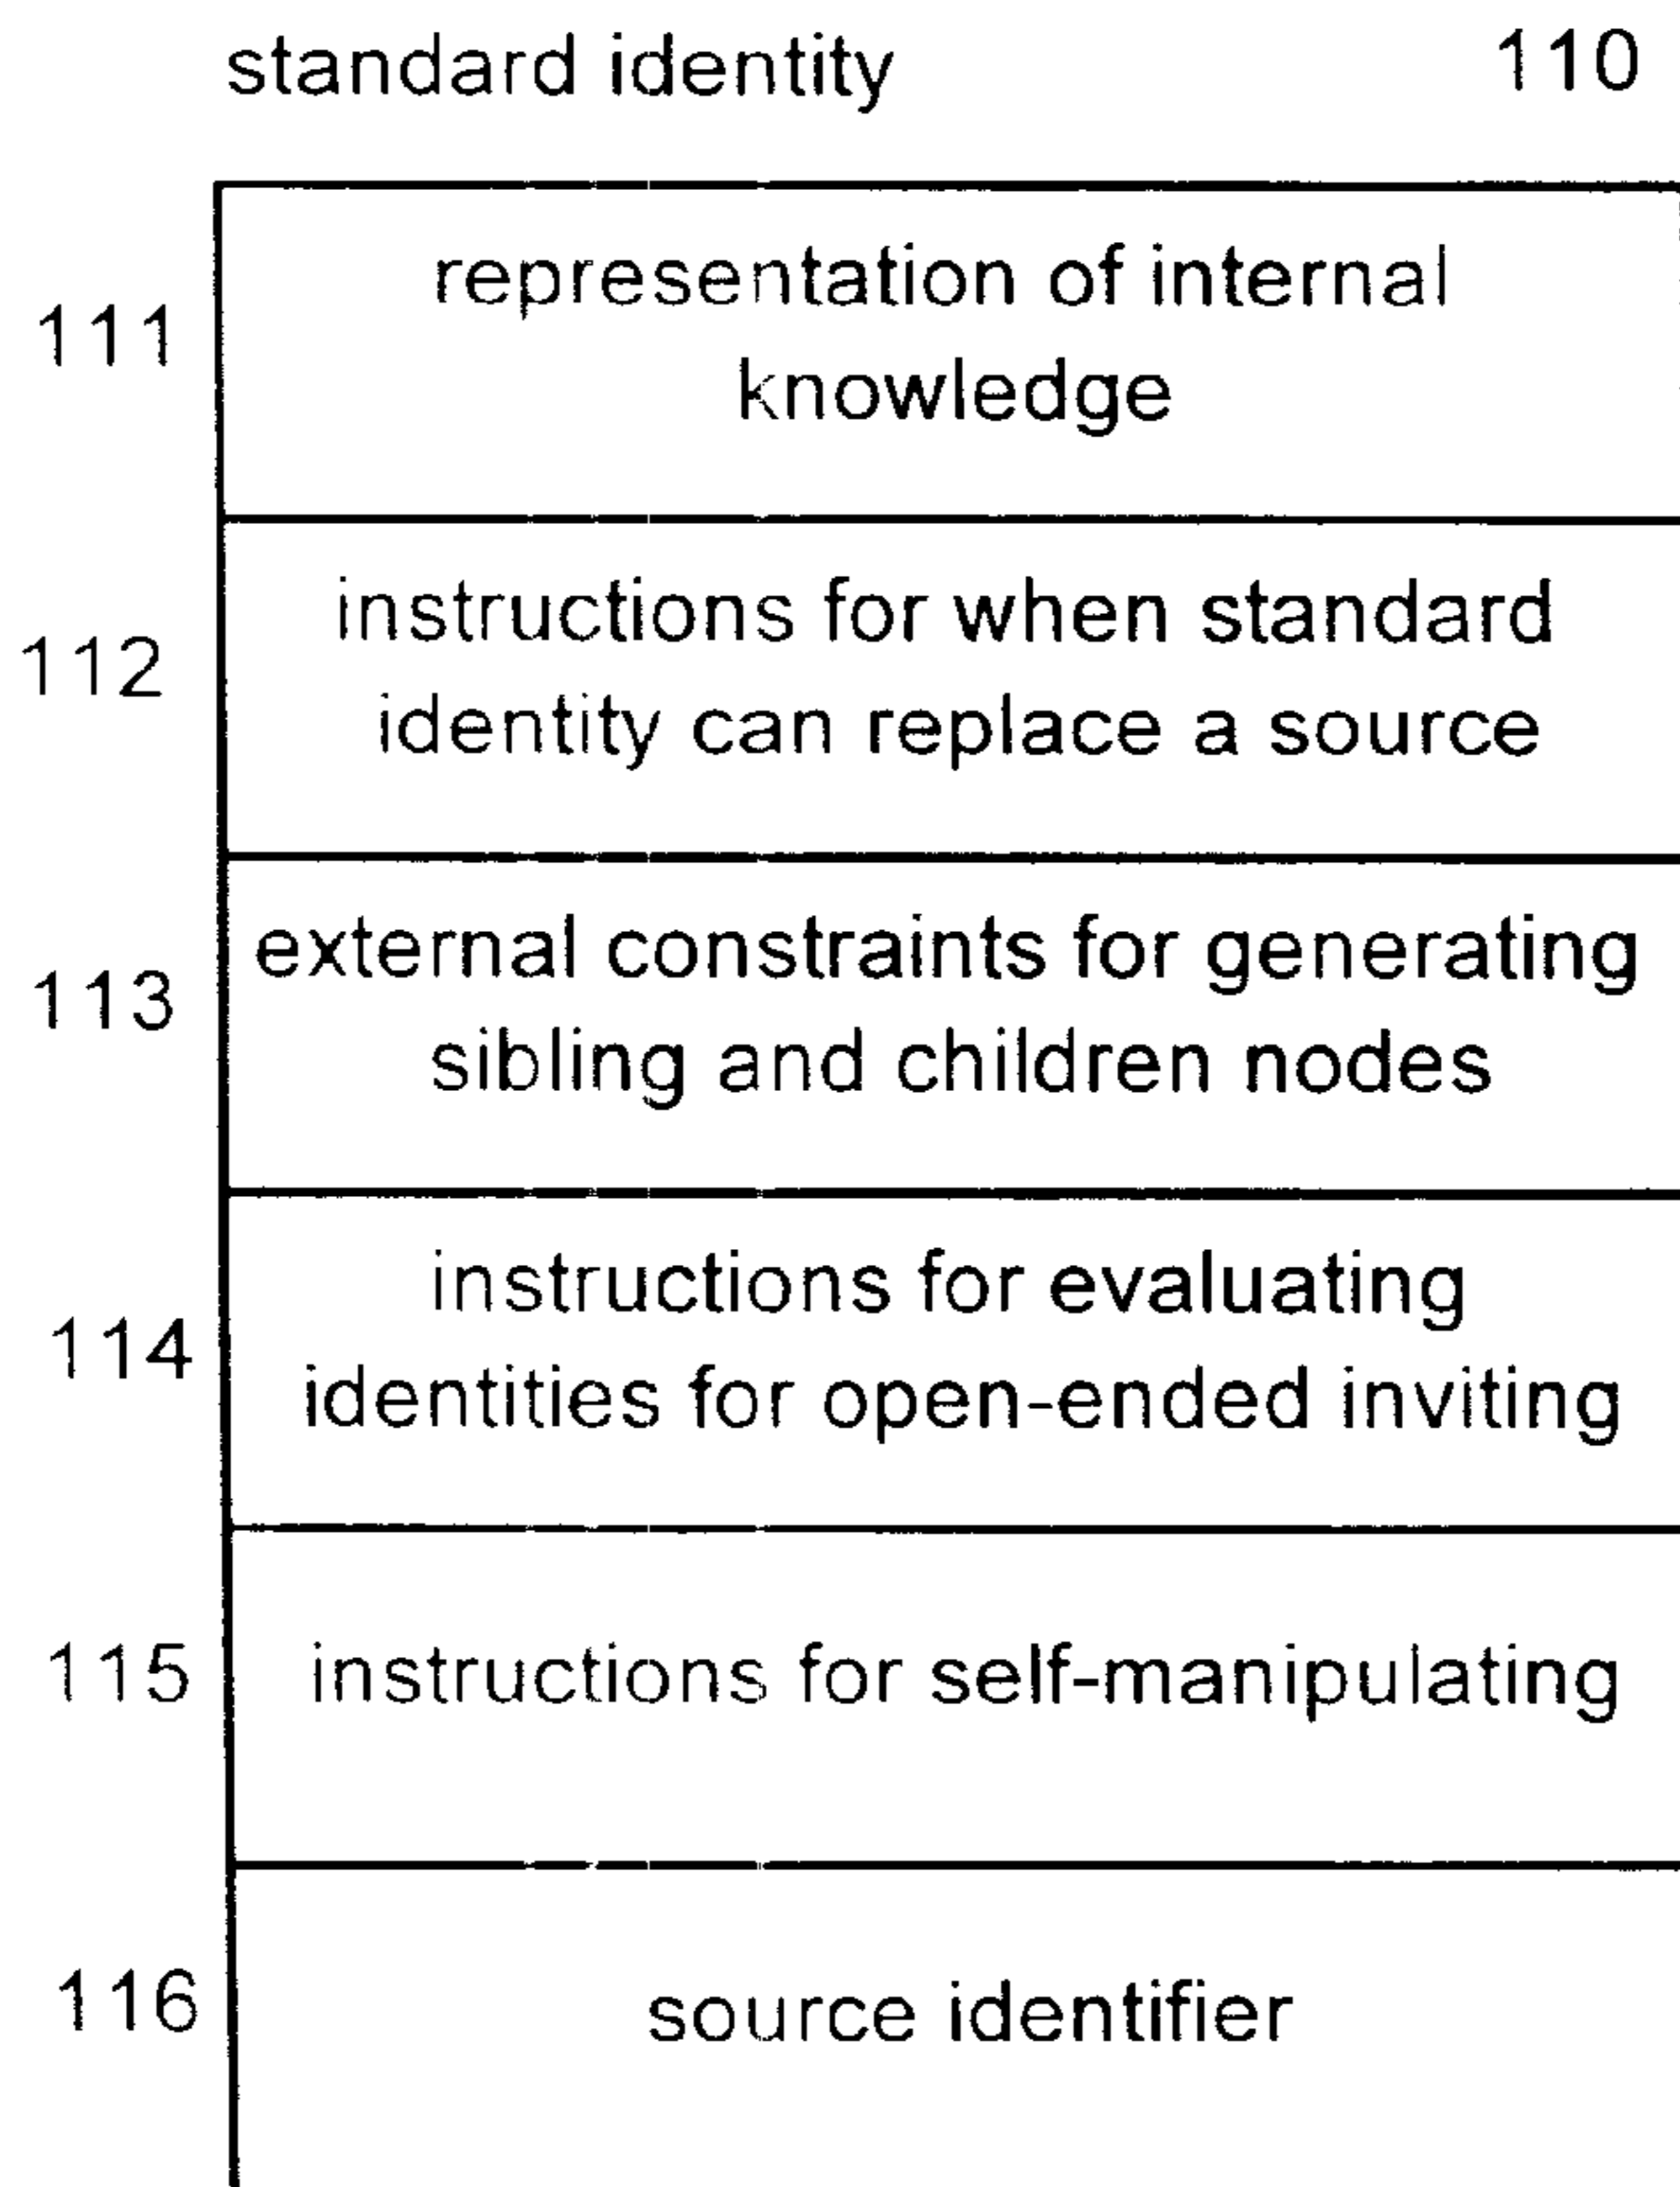 standard identity 110
111 representation of internal
knowledge
112 instructions for when standard
identity can replace a source
113 external constraints for generating
sibling and children nodes
114 instructions for evaluating
identities for open-ended inviting
115 instructions for self-manipulating
116 source identifier